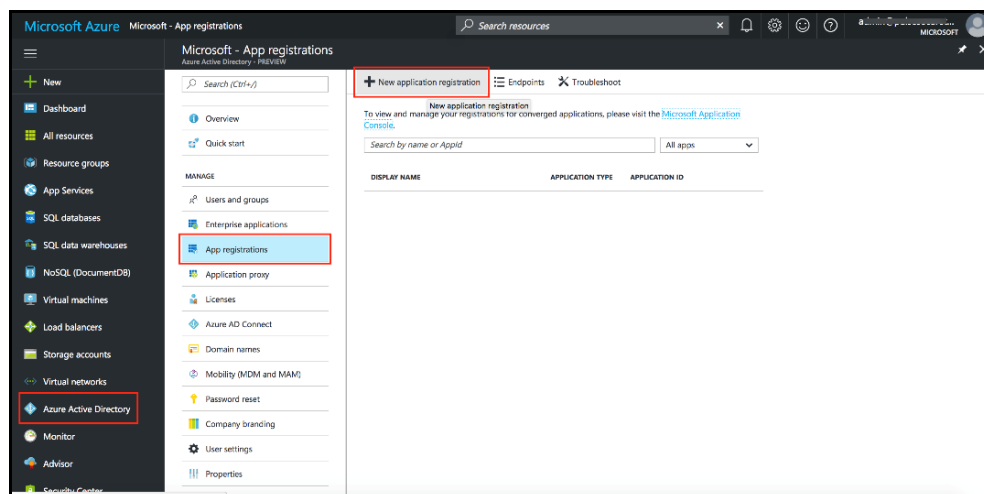 Microsoft Azure Microsoft - App registrations
Search resources
MICROSOFT
Microsoft - App registrations
Azure Active Directory - PREVIEW
New
Dashboard
All resources
Resource groups
App Services
SQL databases
SQL data warehouses
NoSQL (DocumentDB)
Virtual machines
Load balancers
Storage accounts
Virtual networks
Azure Active Directory
Monitor
Advisor
Security Center
Search (Ctrl+/)
Overview
Quick start
MANAGE
Users and groups
Enterprise applications
App registrations
Application proxy
Licenses
Azure AD Connect
Domain names
Mobility (MDM and MAM)
Password reset
Company branding
User settings
Properties
New application registration Endpoints Troubleshoot
New application registration
To view and manage your registrations for converged applications, please visit the Microsoft Application
Console.
Search by name or AppId All apps
DISPLAY NAME APPLICATION TYPE APPLICATION ID